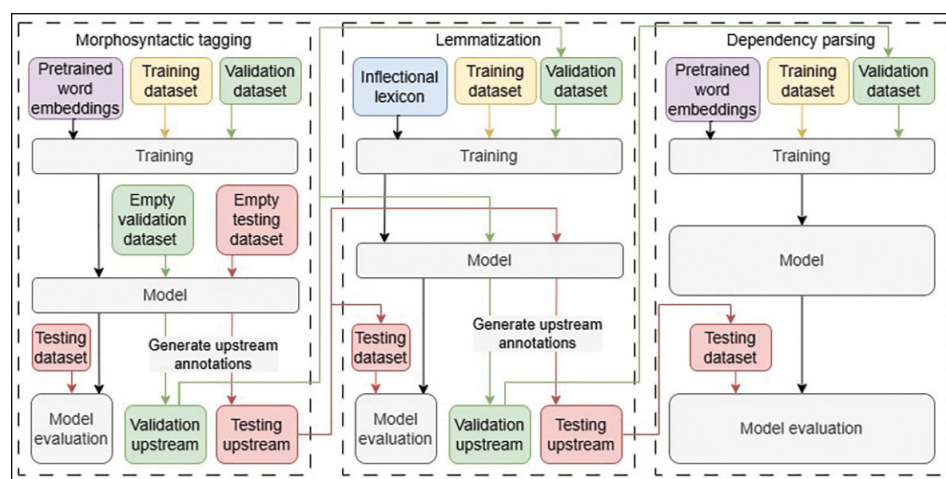 Morphosyntactic tagging
Pretrained
word
embeddings
Training
dataset
Validation
dataset
Training
Empty
validation
dataset
Empty
testing
dataset
Model
Testing
dataset
Generate upstream
annotations
Model
evaluation
Validation
upstream
Testing
upstream
Lemmatization
Inflectional
lexicon
Training
dataset
Validation
dataset
Training
Model
Testing
dataset
Generate upstream
annotations
Model
evaluation
Validation
upstream
Testing
upstream
Dependency parsing
Pretrained
word
embeddings
Training
dataset
Validation
dataset
Training
Model
Testing
dataset
Model evaluation